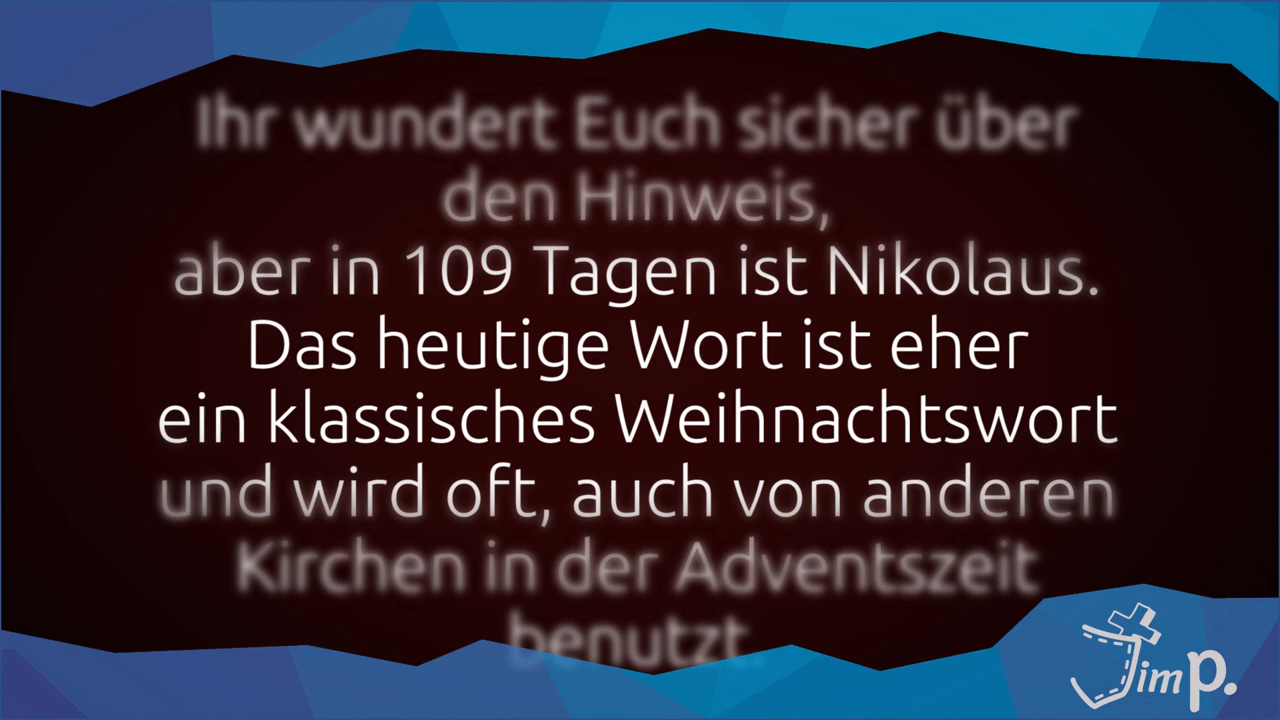 Ihr wundert Euch sicher über
den Hinweis,
aber in 109 Tagen ist Nikolaus.
Das heutige Wort ist eher
ein klassisches Weihnachtswort
und wird oft, auch von anderen
Kirchen in der Adventszeit
benutzt.
Jim P.